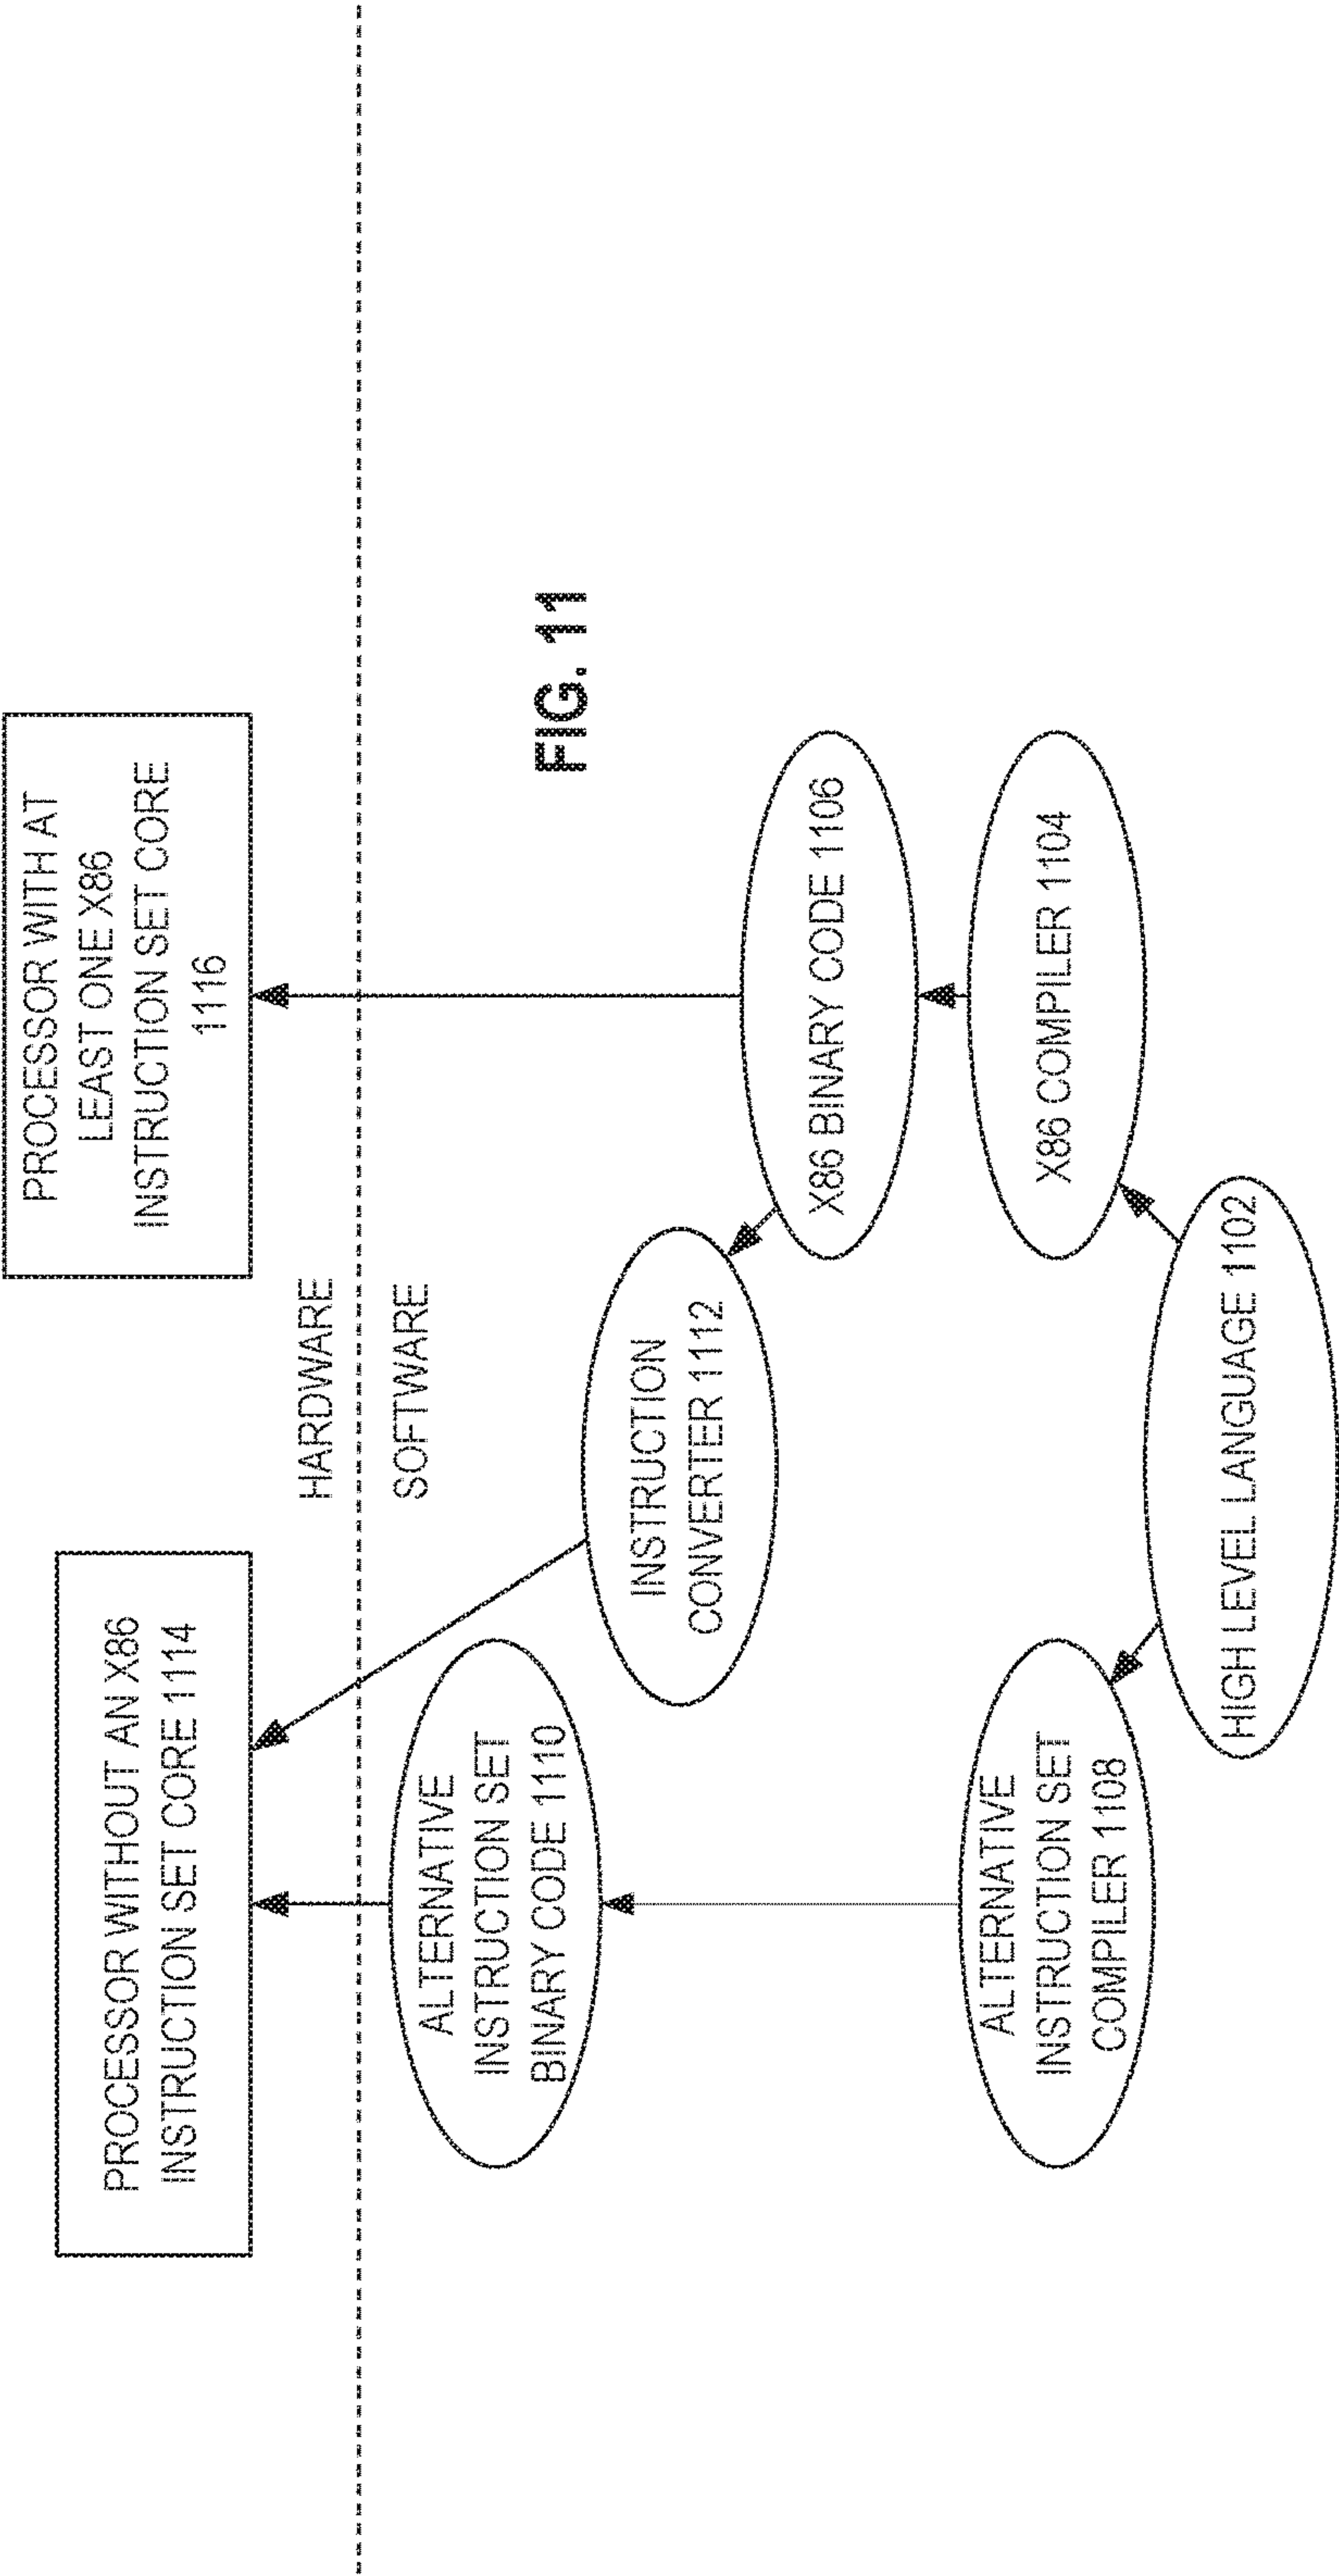 PROCESSOR WITHOUT AN X86
INSTRUCTION SET CORE 1114
PROCESSOR WITH AT
LEAST ONE X86
INSTRUCTION SET CORE
1116
HARDWARE
SOFTWARE
ALTERNATIVE
INSTRUCTION SET
BINARY CODE 1110
INSTRUCTION
CONVERTER 1112
FIG. 11
X86 BINARY CODE 1106
ALTERNATIVE
INSTRUCTION SET
COMPILER 1108
X86 COMPILER 1104
HIGH LEVEL LANGUAGE 1102